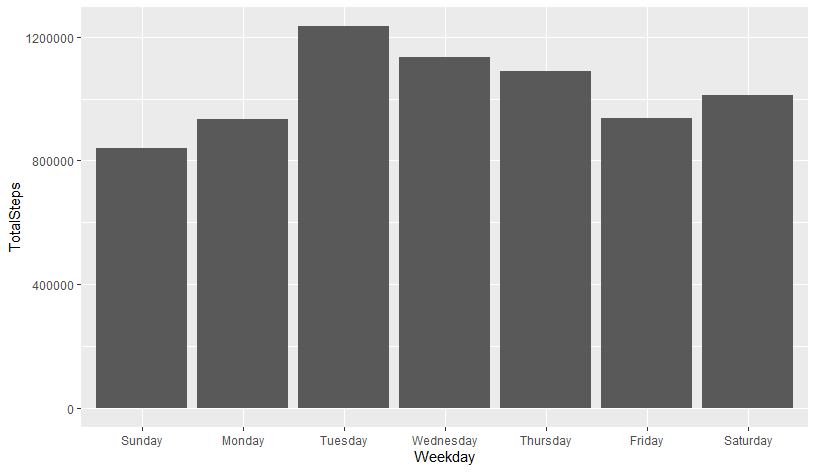 1200000
800000
400000
0
TotalSteps
Sunday Monday Tuesday Wednesday Thursday Friday Saturday
Weekday